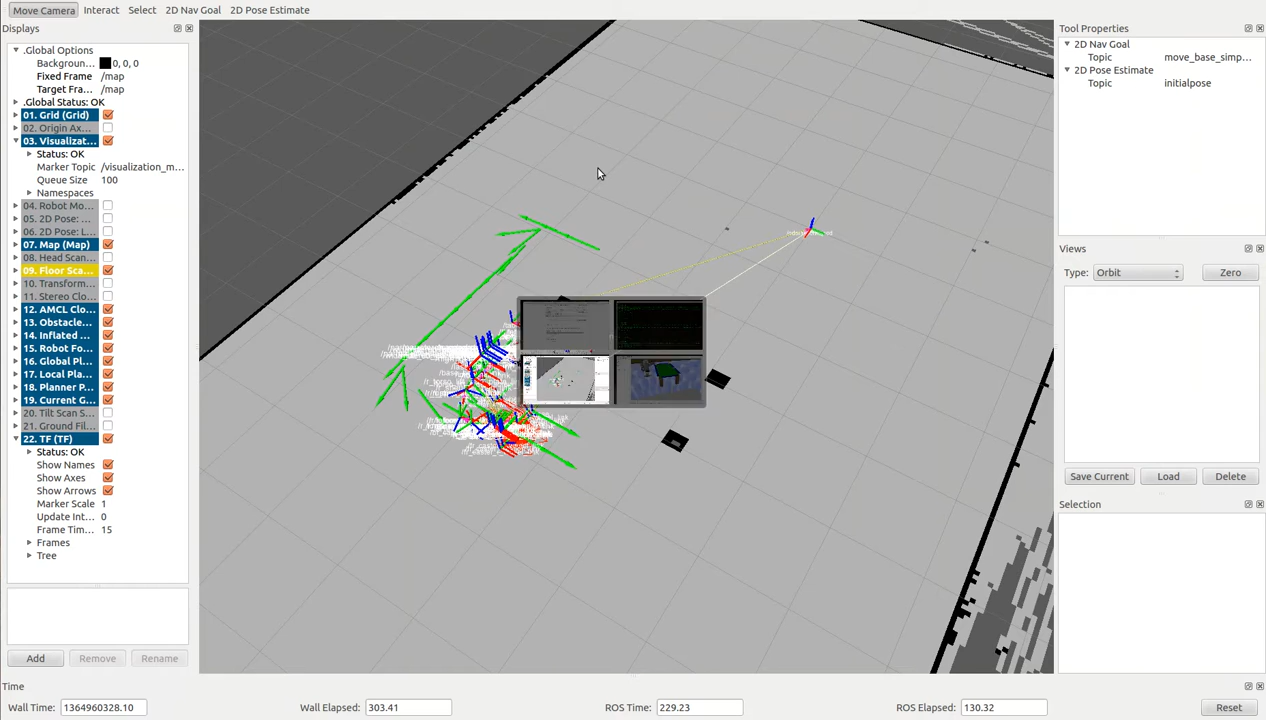 Move Camera Interact Select 2D Nav Goal 2D Pose Estimate
Displays
.Global Options
Backgroun... 0, 0, 0
Fixed Frame /map
Target Fra... /map
.Global Status: OK
01. Grid (Grid)
02. Origin Ax...
03. Visualizat...
Status: OK
Marker Topic /visualization_m...
Queue Size 100
Namespaces
04. Robot Mo...
05. 2D Pose: ...
06. 2D Pose: L...
07. Map (Map)
08. Head Scan...
09. Floor Sca...
10. Transform...
11. Stereo Clo...
12. AMCL Clo...
13. Obstacle...
14. Inflated ...
15. Robot Fo...
16. Global Pl...
17. Local Pla...
18. Planner P...
19. Current G...
20. Tilt Scan S...
21. Ground Fil...
22. TF (TF)
Status: OK
Show Names
Show Axes
Show Arrows
Marker Scale 1
Update Int... 0
Frame Tim... 15
Frames
Tree
Add Remove Rename
Tool Properties
2D Nav Goal
Topic move_base_simp...
2D Pose Estimate
Topic initialpose
Views
Type: Orbit Zero
Save Current Load Delete
Selection
Time
Wall Time: 1364960328.10 Wall Elapsed: 303.41 ROS Time: 229.23 ROS Elapsed: 130.32 Reset